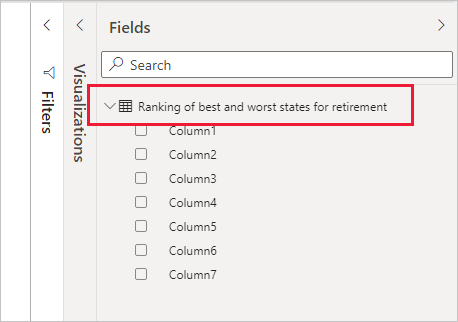 Filters
Visualizations
Fields
Search
Ranking of best and worst states for retirement
Column1
Column2
Column3
Column4
Column5
Column6
Column7